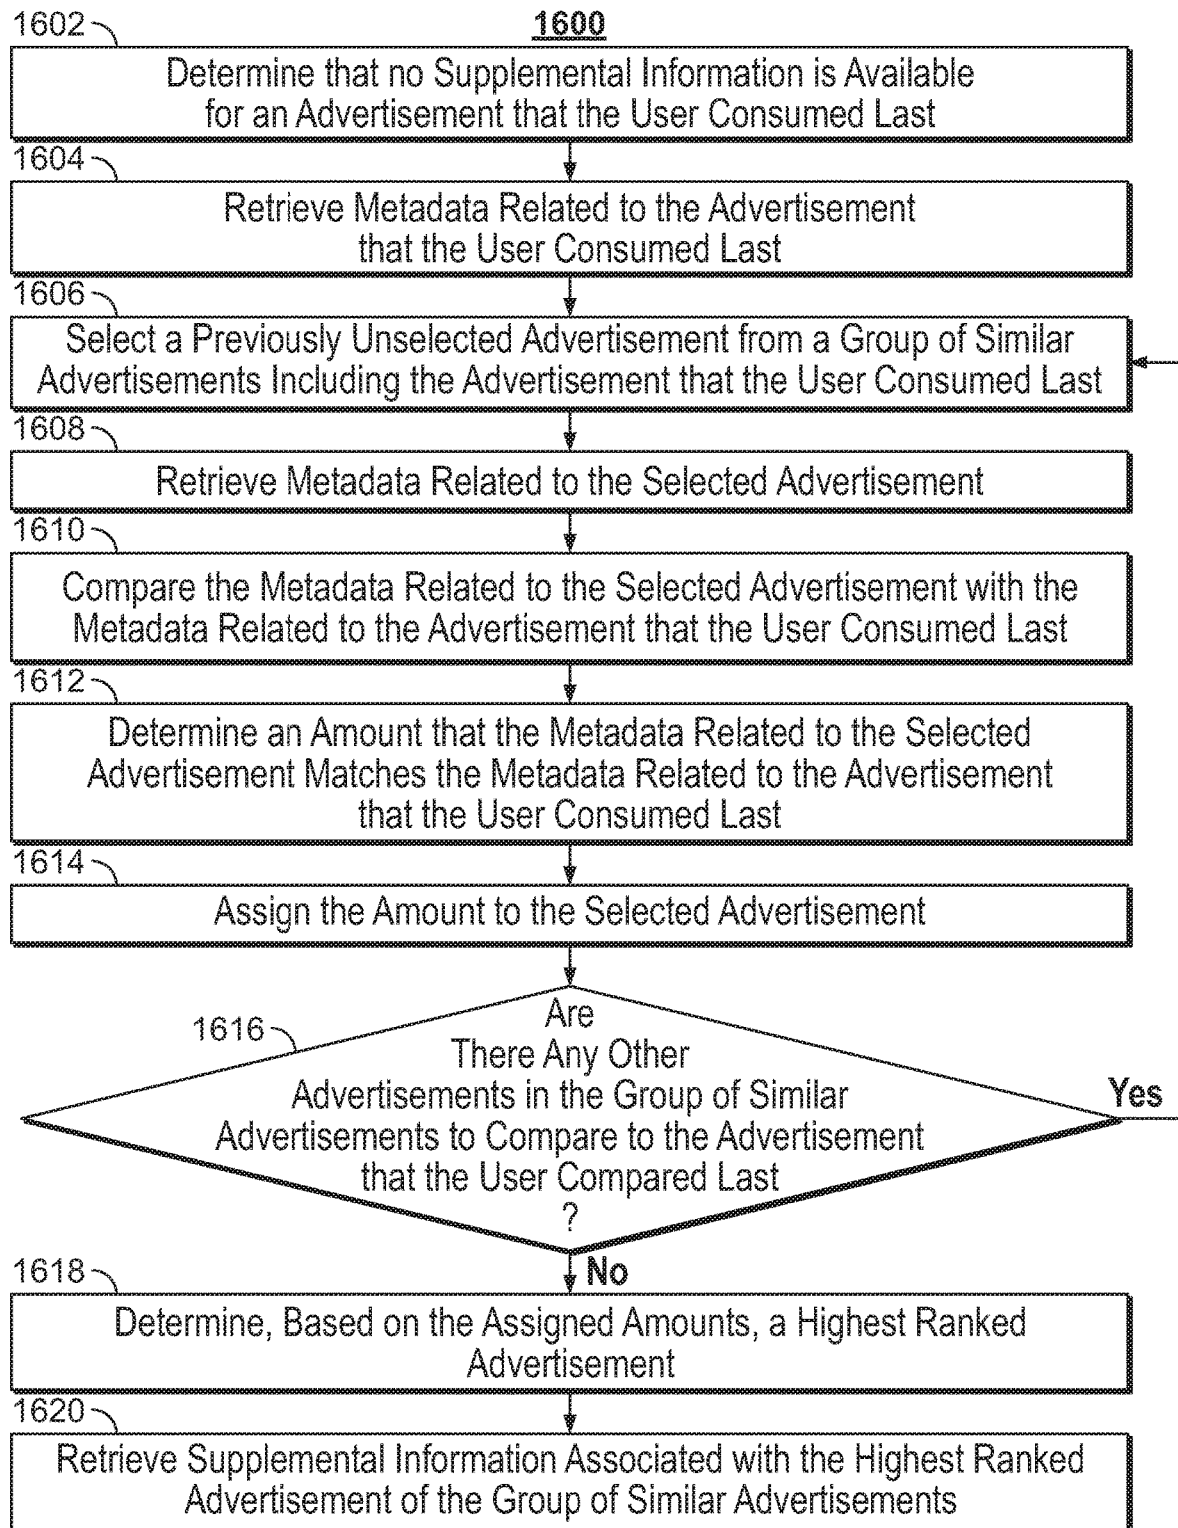 1600
1602
Determine that no Supplemental Information is Available
for an Advertisement that the User Consumed Last
1604
Retrieve Metadata Related to the Advertisement
that the User Consumed Last
1606
Select a Previously Unselected Advertisement from a Group of Similar
Advertisements Including the Advertisement that the User Consumed Last
1608
Retrieve Metadata Related to the Selected Advertisement
1610
Compare the Metadata Related to the Selected Advertisement with the
Metadata Related to the Advertisement that the User Consumed Last
1612
Determine an Amount that the Metadata Related to the Selected
Advertisement Matches the Metadata Related to the Advertisement
that the User Consumed Last
1614
Assign the Amount to the Selected Advertisement
1616
Are
There Any Other
Advertisements in the Group of Similar
Advertisements to Compare to the Advertisement
that the User Compared Last
?
Yes
No
1618
Determine, Based on the Assigned Amounts, a Highest Ranked
Advertisement
1620
Retrieve Supplemental Information Associated with the Highest Ranked
Advertisement of the Group of Similar Advertisements